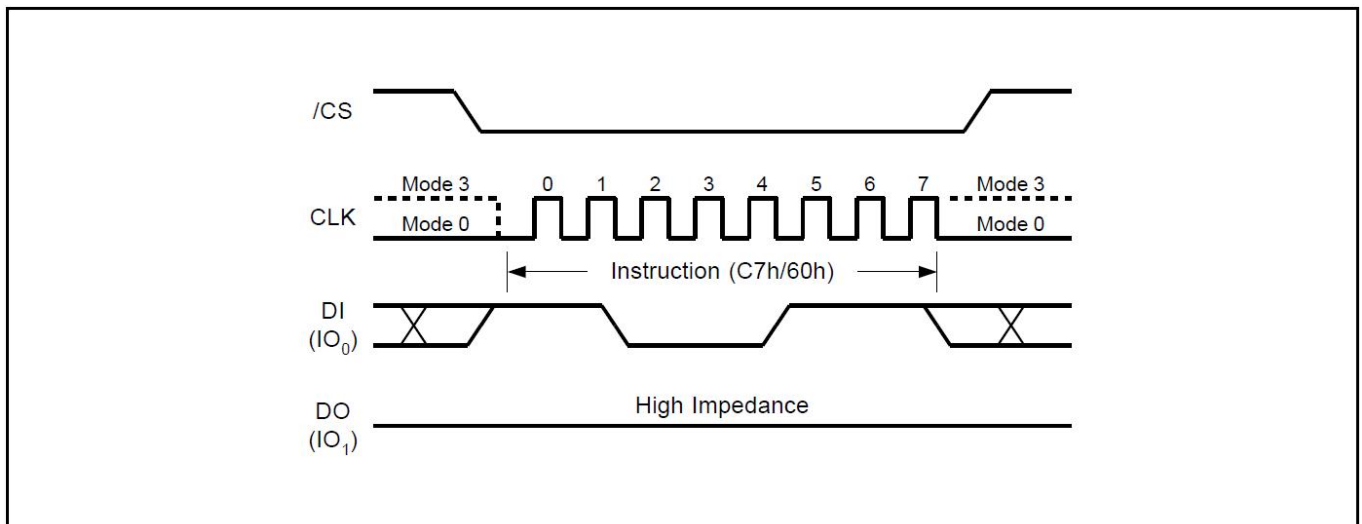 /CS
Mode 3 0 1 2 3 4 5 6 7 Mode 3
CLK
Mode 0 Mode 0
Instruction (C7h/60h)
DI
(IO₀)
High Impedance
DO
(IO₁)